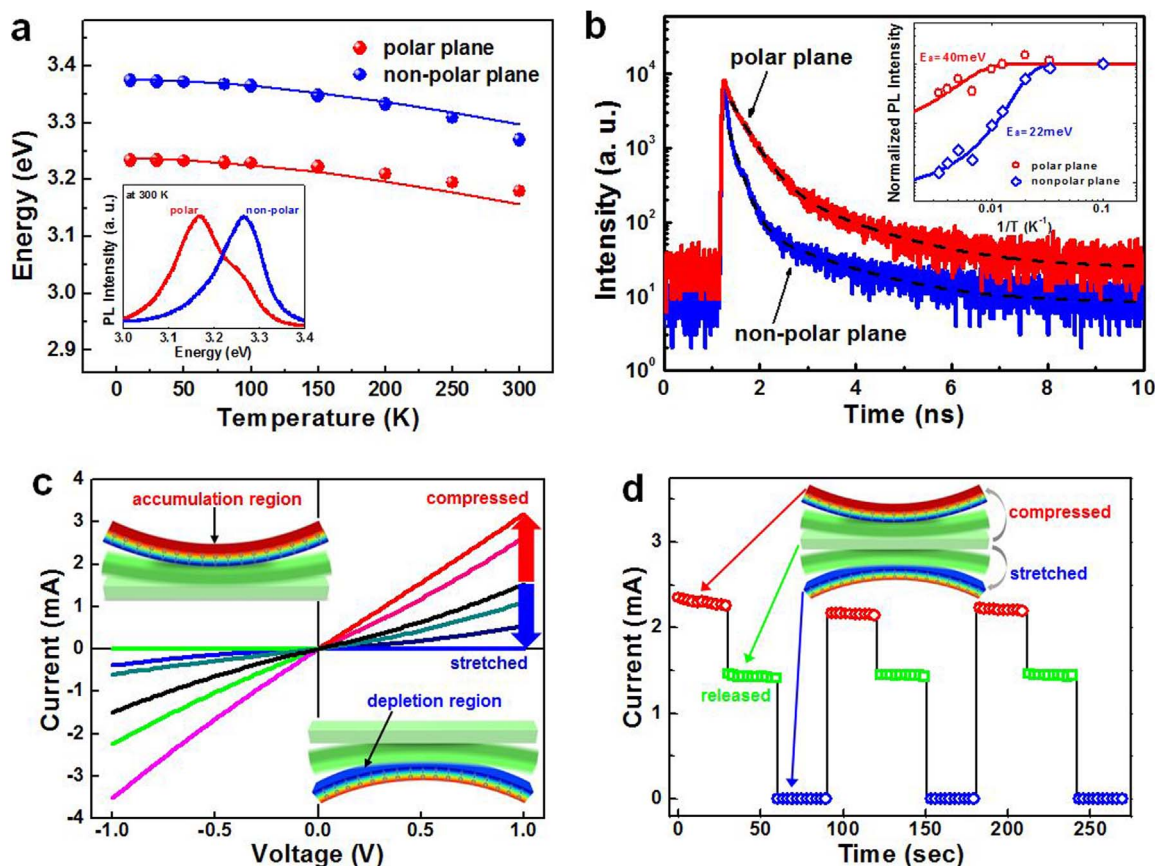 a
polar plane
non-polar plane
3.4
3.3
3.2
3.1
3.0
2.9
Energy (eV)
0
50
100
150
200
250
300
Temperature (K)
at 300 K
polar
non-polar
PL Intensity (a. u.)
3.0
3.1
3.2
3.3
3.4
Energy (eV)
b
10^4
10^3
10^2
10^1
10^0
Intensity (a. u.)
polar plane
non-polar plane
0
2
4
6
8
10
Time (ns)
Normalized PL Intensity
Ea=40meV
Ea=22meV
polar plane
nonpolar plane
0.01
0.1
1/T (K^-1)
c
4
3
2
1
0
-1
-2
-3
-4
Current (mA)
accumulation region
compressed
stretched
depletion region
-1.0
-0.5
0.0
0.5
1.0
Voltage (V)
d
3
2
1
0
Current (mA)
compressed
stretched
released
0
50
100
150
200
250
Time (sec)